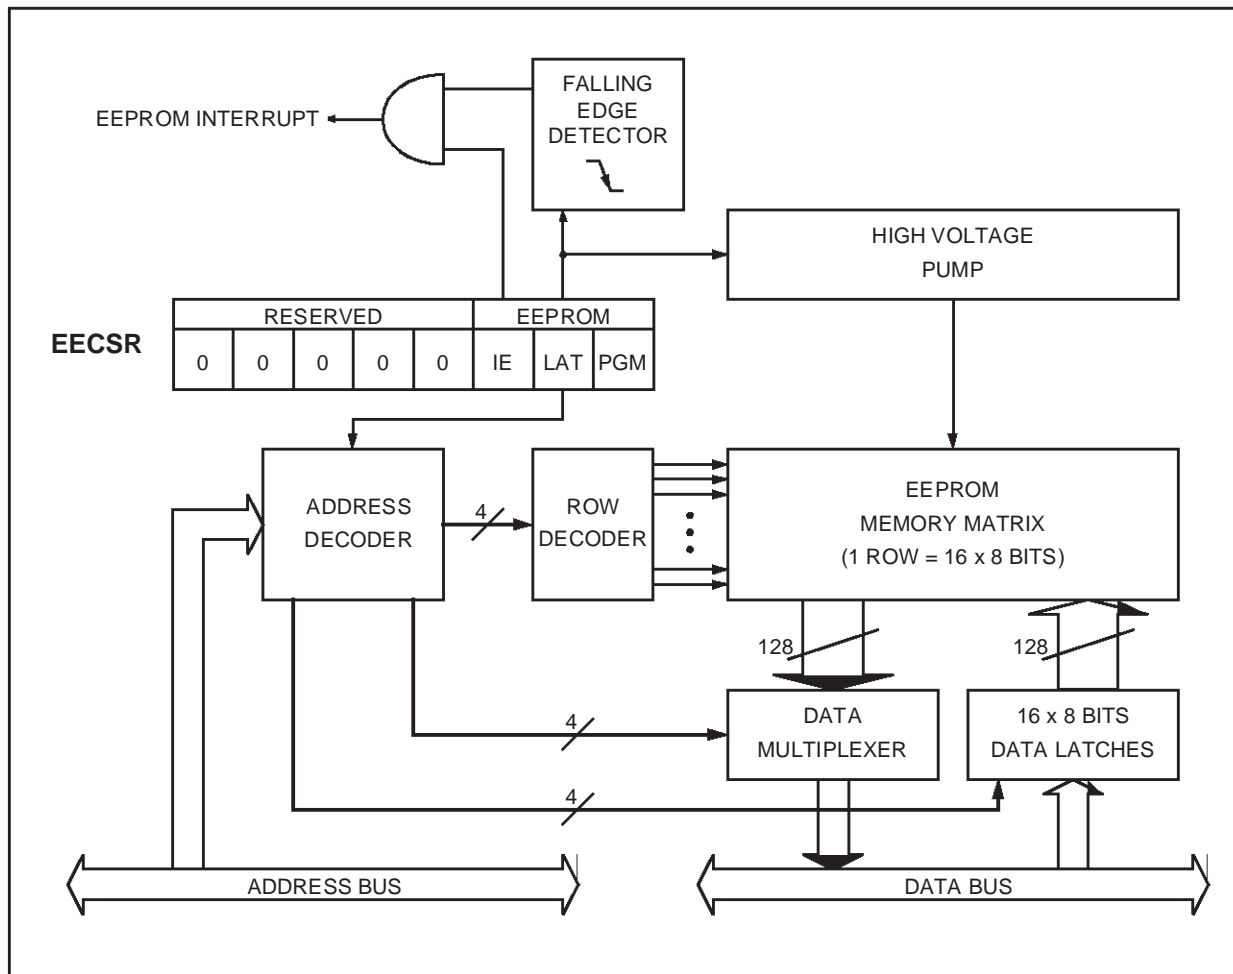 FALLING
EDGE
DETECTOR
EEPROM INTERRUPT
HIGH VOLTAGE
PUMP
EECSR
RESERVED
EEPROM
0 0 0 0 0 IE LAT PGM
ADDRESS
DECODER
4
ROW
DECODER
EEPROM
MEMORY MATRIX
(1 ROW = 16 x 8 BITS)
128
128
4
DATA
MULTIPLEXER
16 x 8 BITS
DATA LATCHES
4
ADDRESS BUS
DATA BUS